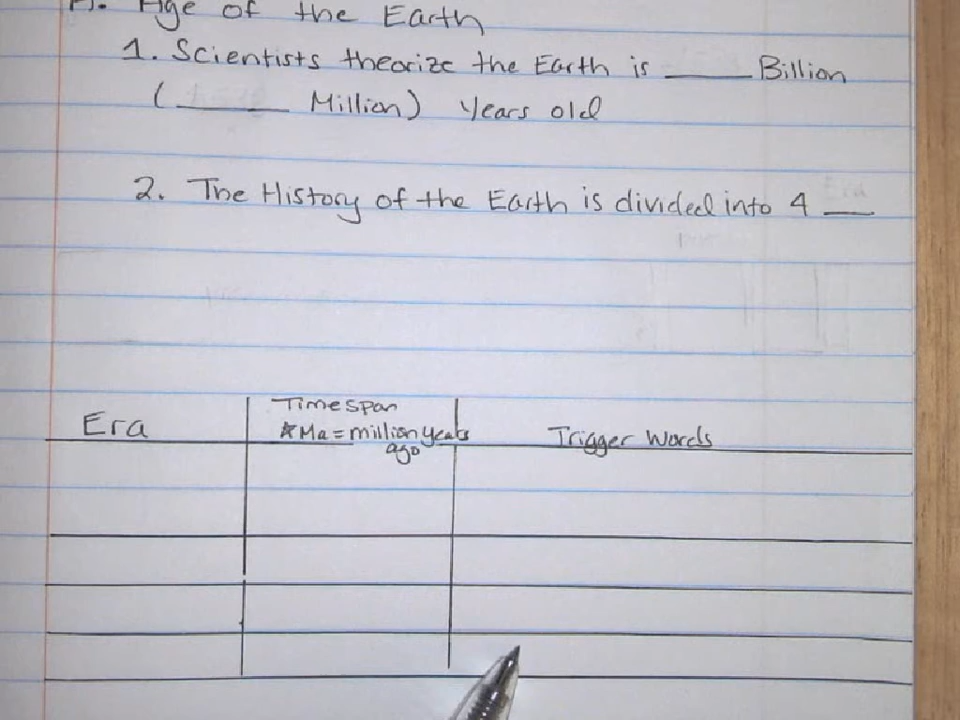 A. Age of the Earth
1. Scientists theorize the Earth is ____ Billion
(____ Million) years old
2. The History of the Earth is divided into 4 ___
Era
Timespan
*Ma = million years
ago
Trigger Words